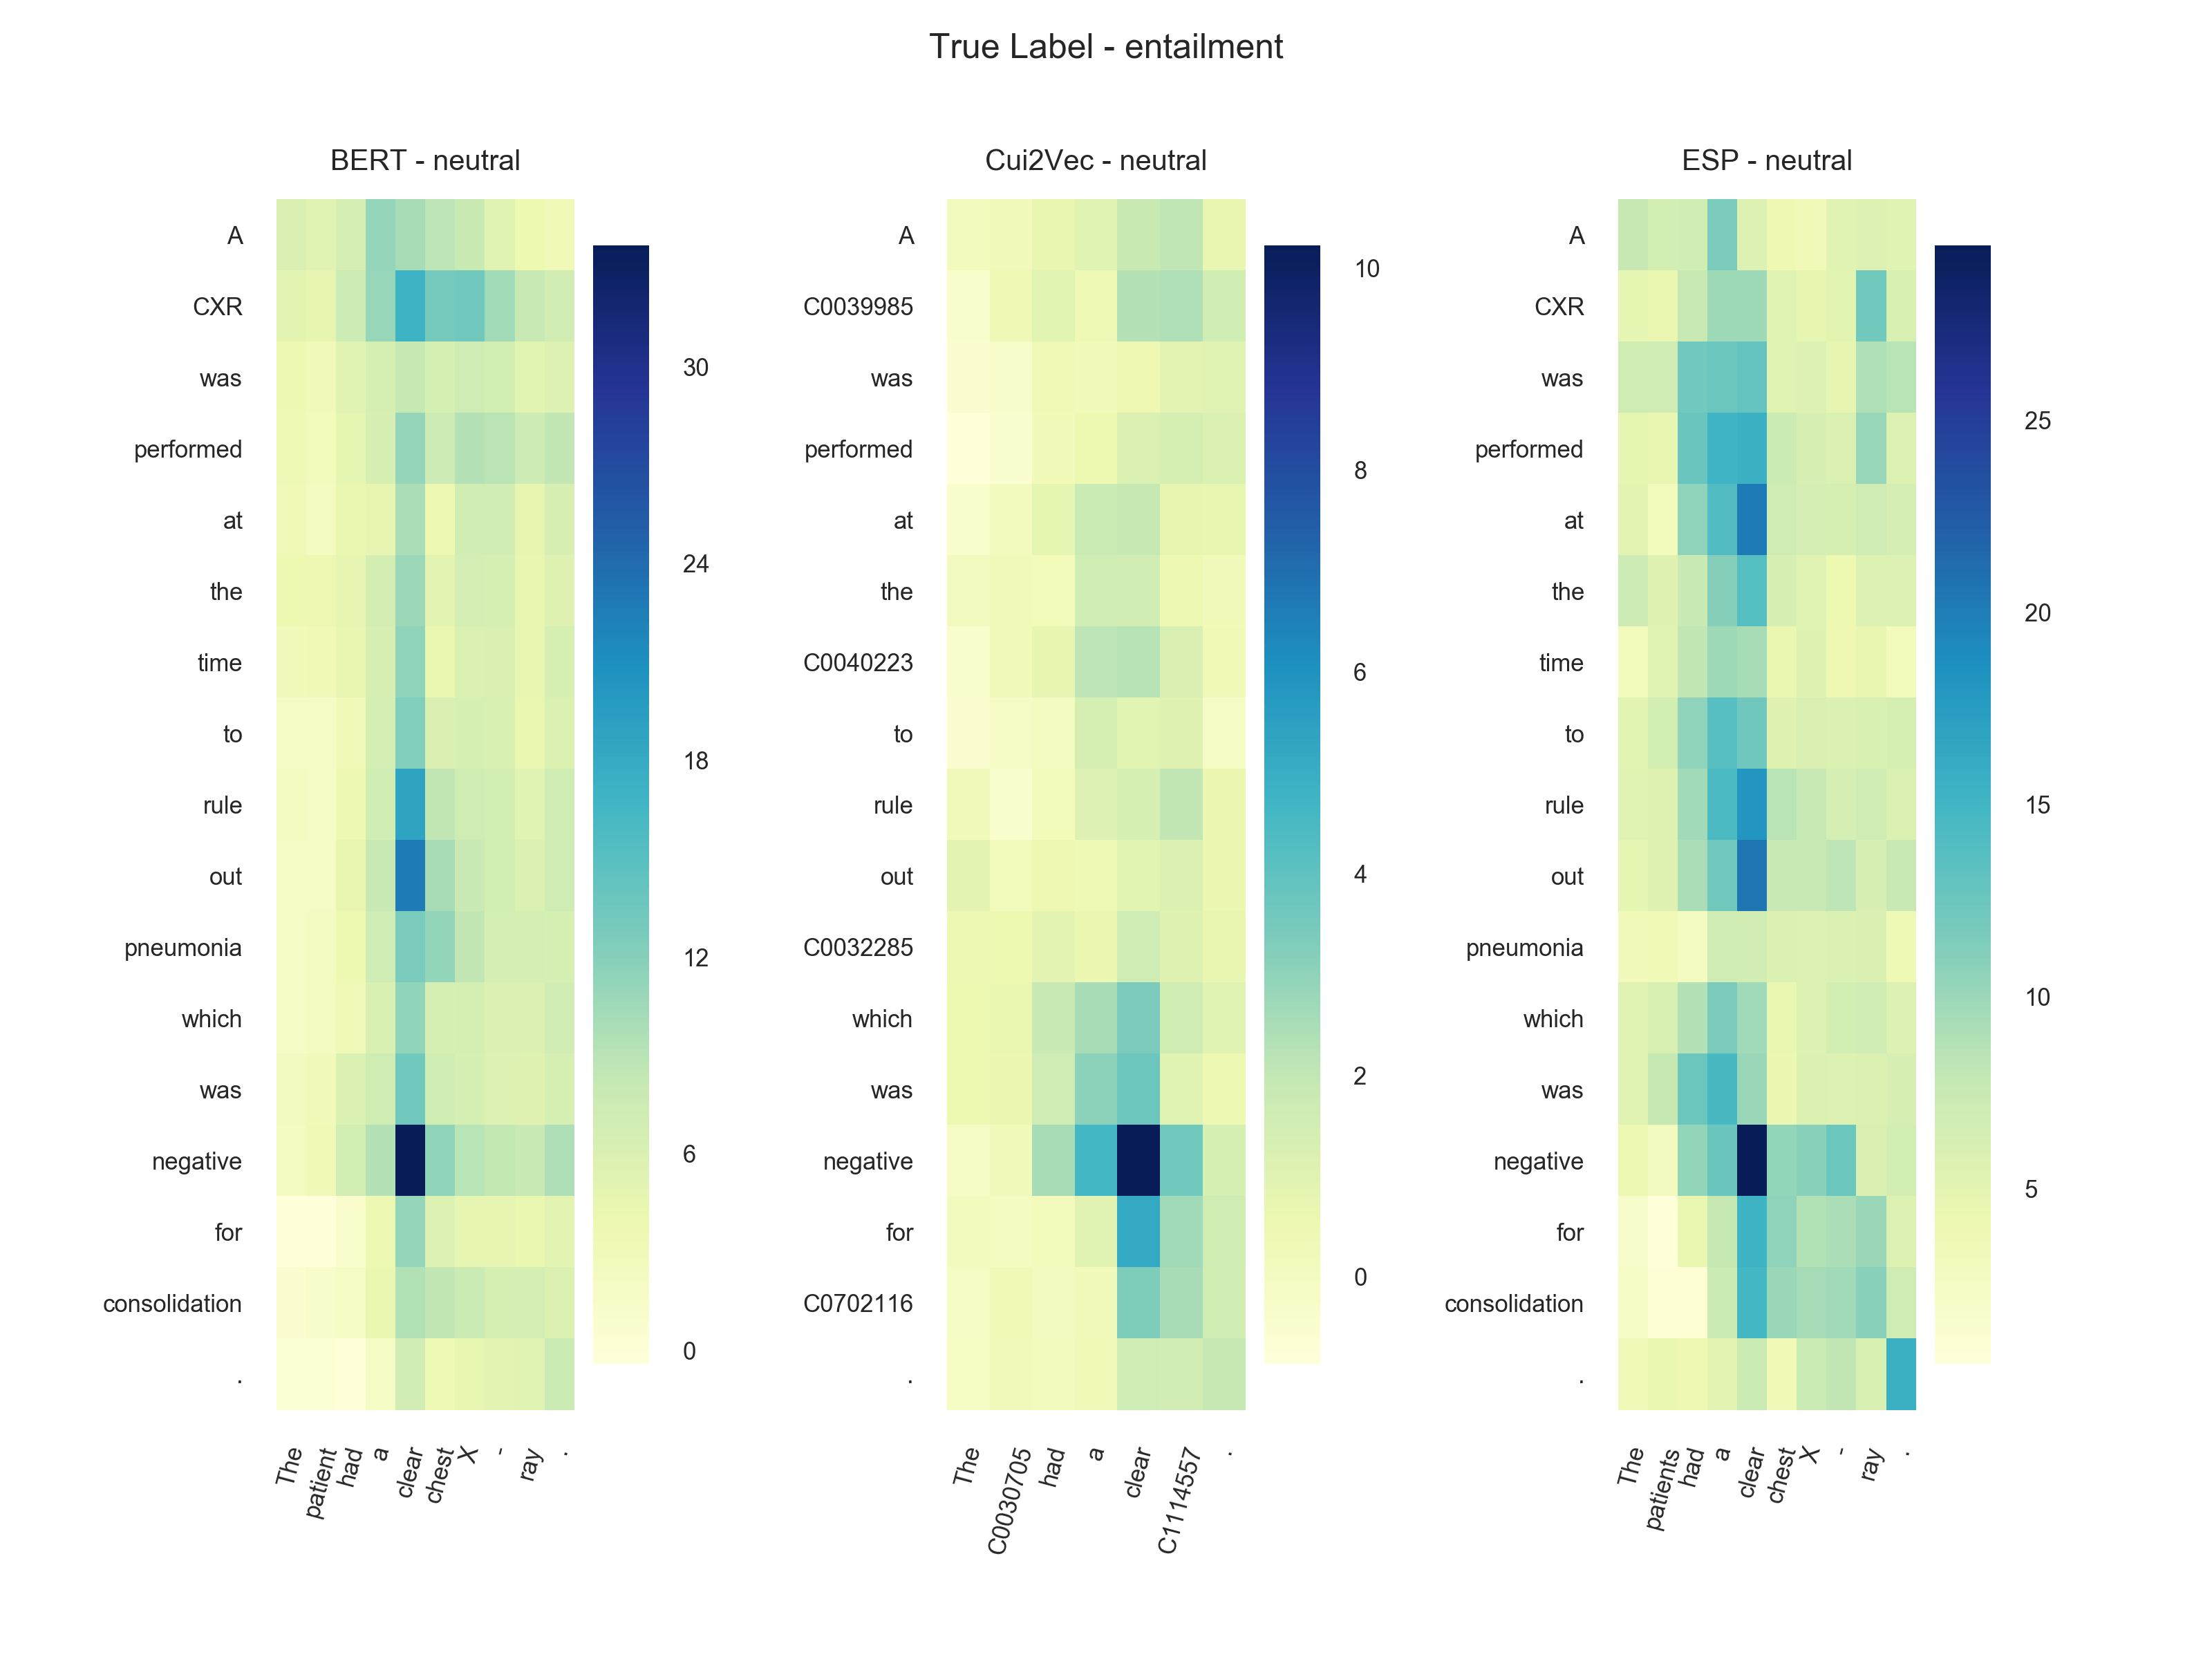 True Label - entailment
BERT - neutral
A
CXR
was
performed
at
the
time
to
rule
out
pneumonia
which
was
negative
for
consolidation
.
The
patient
had
a
clear
chest
X
-
ray
.
30
24
18
12
6
0
Cui2Vec - neutral
A
C0039985
was
performed
at
the
C0040223
to
rule
out
C0032285
which
was
negative
for
C0702116
.
The
C0030705
had
a
clear
C1114557
.
10
8
6
4
2
0
ESP - neutral
A
CXR
was
performed
at
the
time
to
rule
out
pneumonia
which
was
negative
for
consolidation
.
The
patients
had
a
clear
chest
X
-
ray
.
25
20
15
10
5